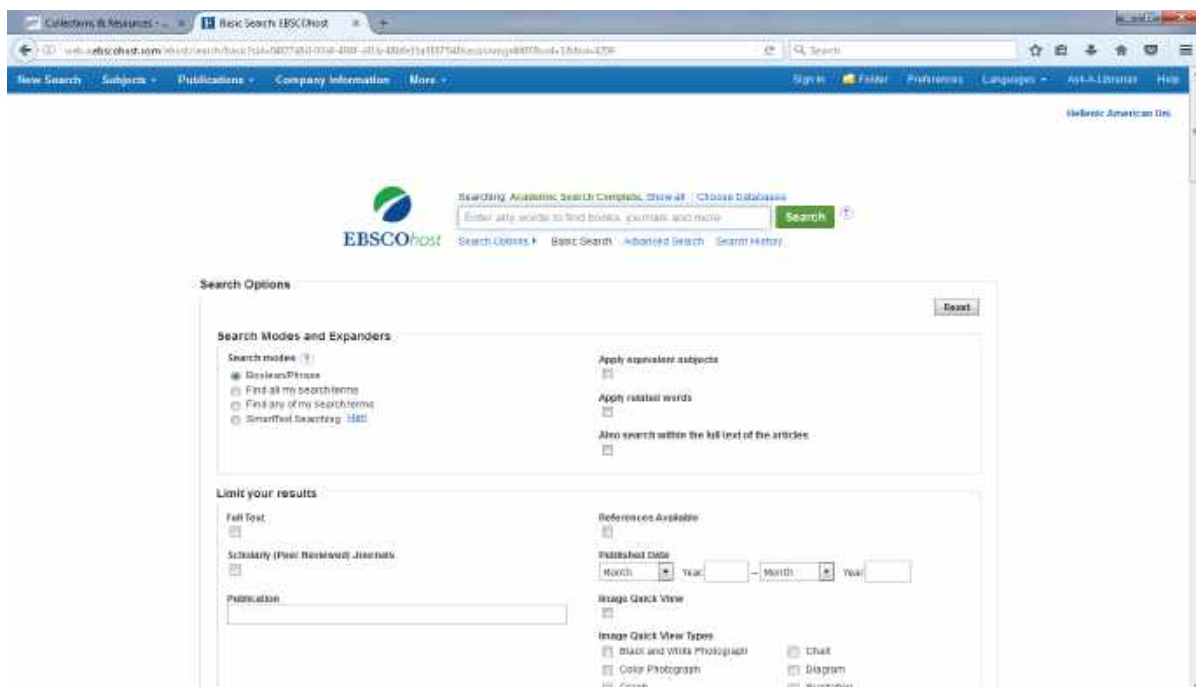 Collections & Resources - ...
Basic Search: EBSCOhost
Search
New Search Subjects Publications Company Information More
Sign In Folder Preferences Languages Ask-A-Librarian Help
Hellenic American Uni.
Searching: Academic Search Complete, Show all Choose Databases
Enter any words to find books, journals and more
Search
EBSCOhost
Search Options Basic Search Advanced Search Search History
Search Options
Reset
Search Modes and Expanders
Search modes
Boolean/Phrase
Find all my search terms
Find any of my search terms
SmartText Searching Hint
Apply equivalent subjects
Apply related words
Also search within the full text of the articles
Limit your results
Full Text
Scholarly (Peer Reviewed) Journals
Publication
References Available
Published Date
Month Year – Month Year
Image Quick View
Image Quick View Types
Black and White Photograph Chart
Color Photograph Diagram
Graph Illustration